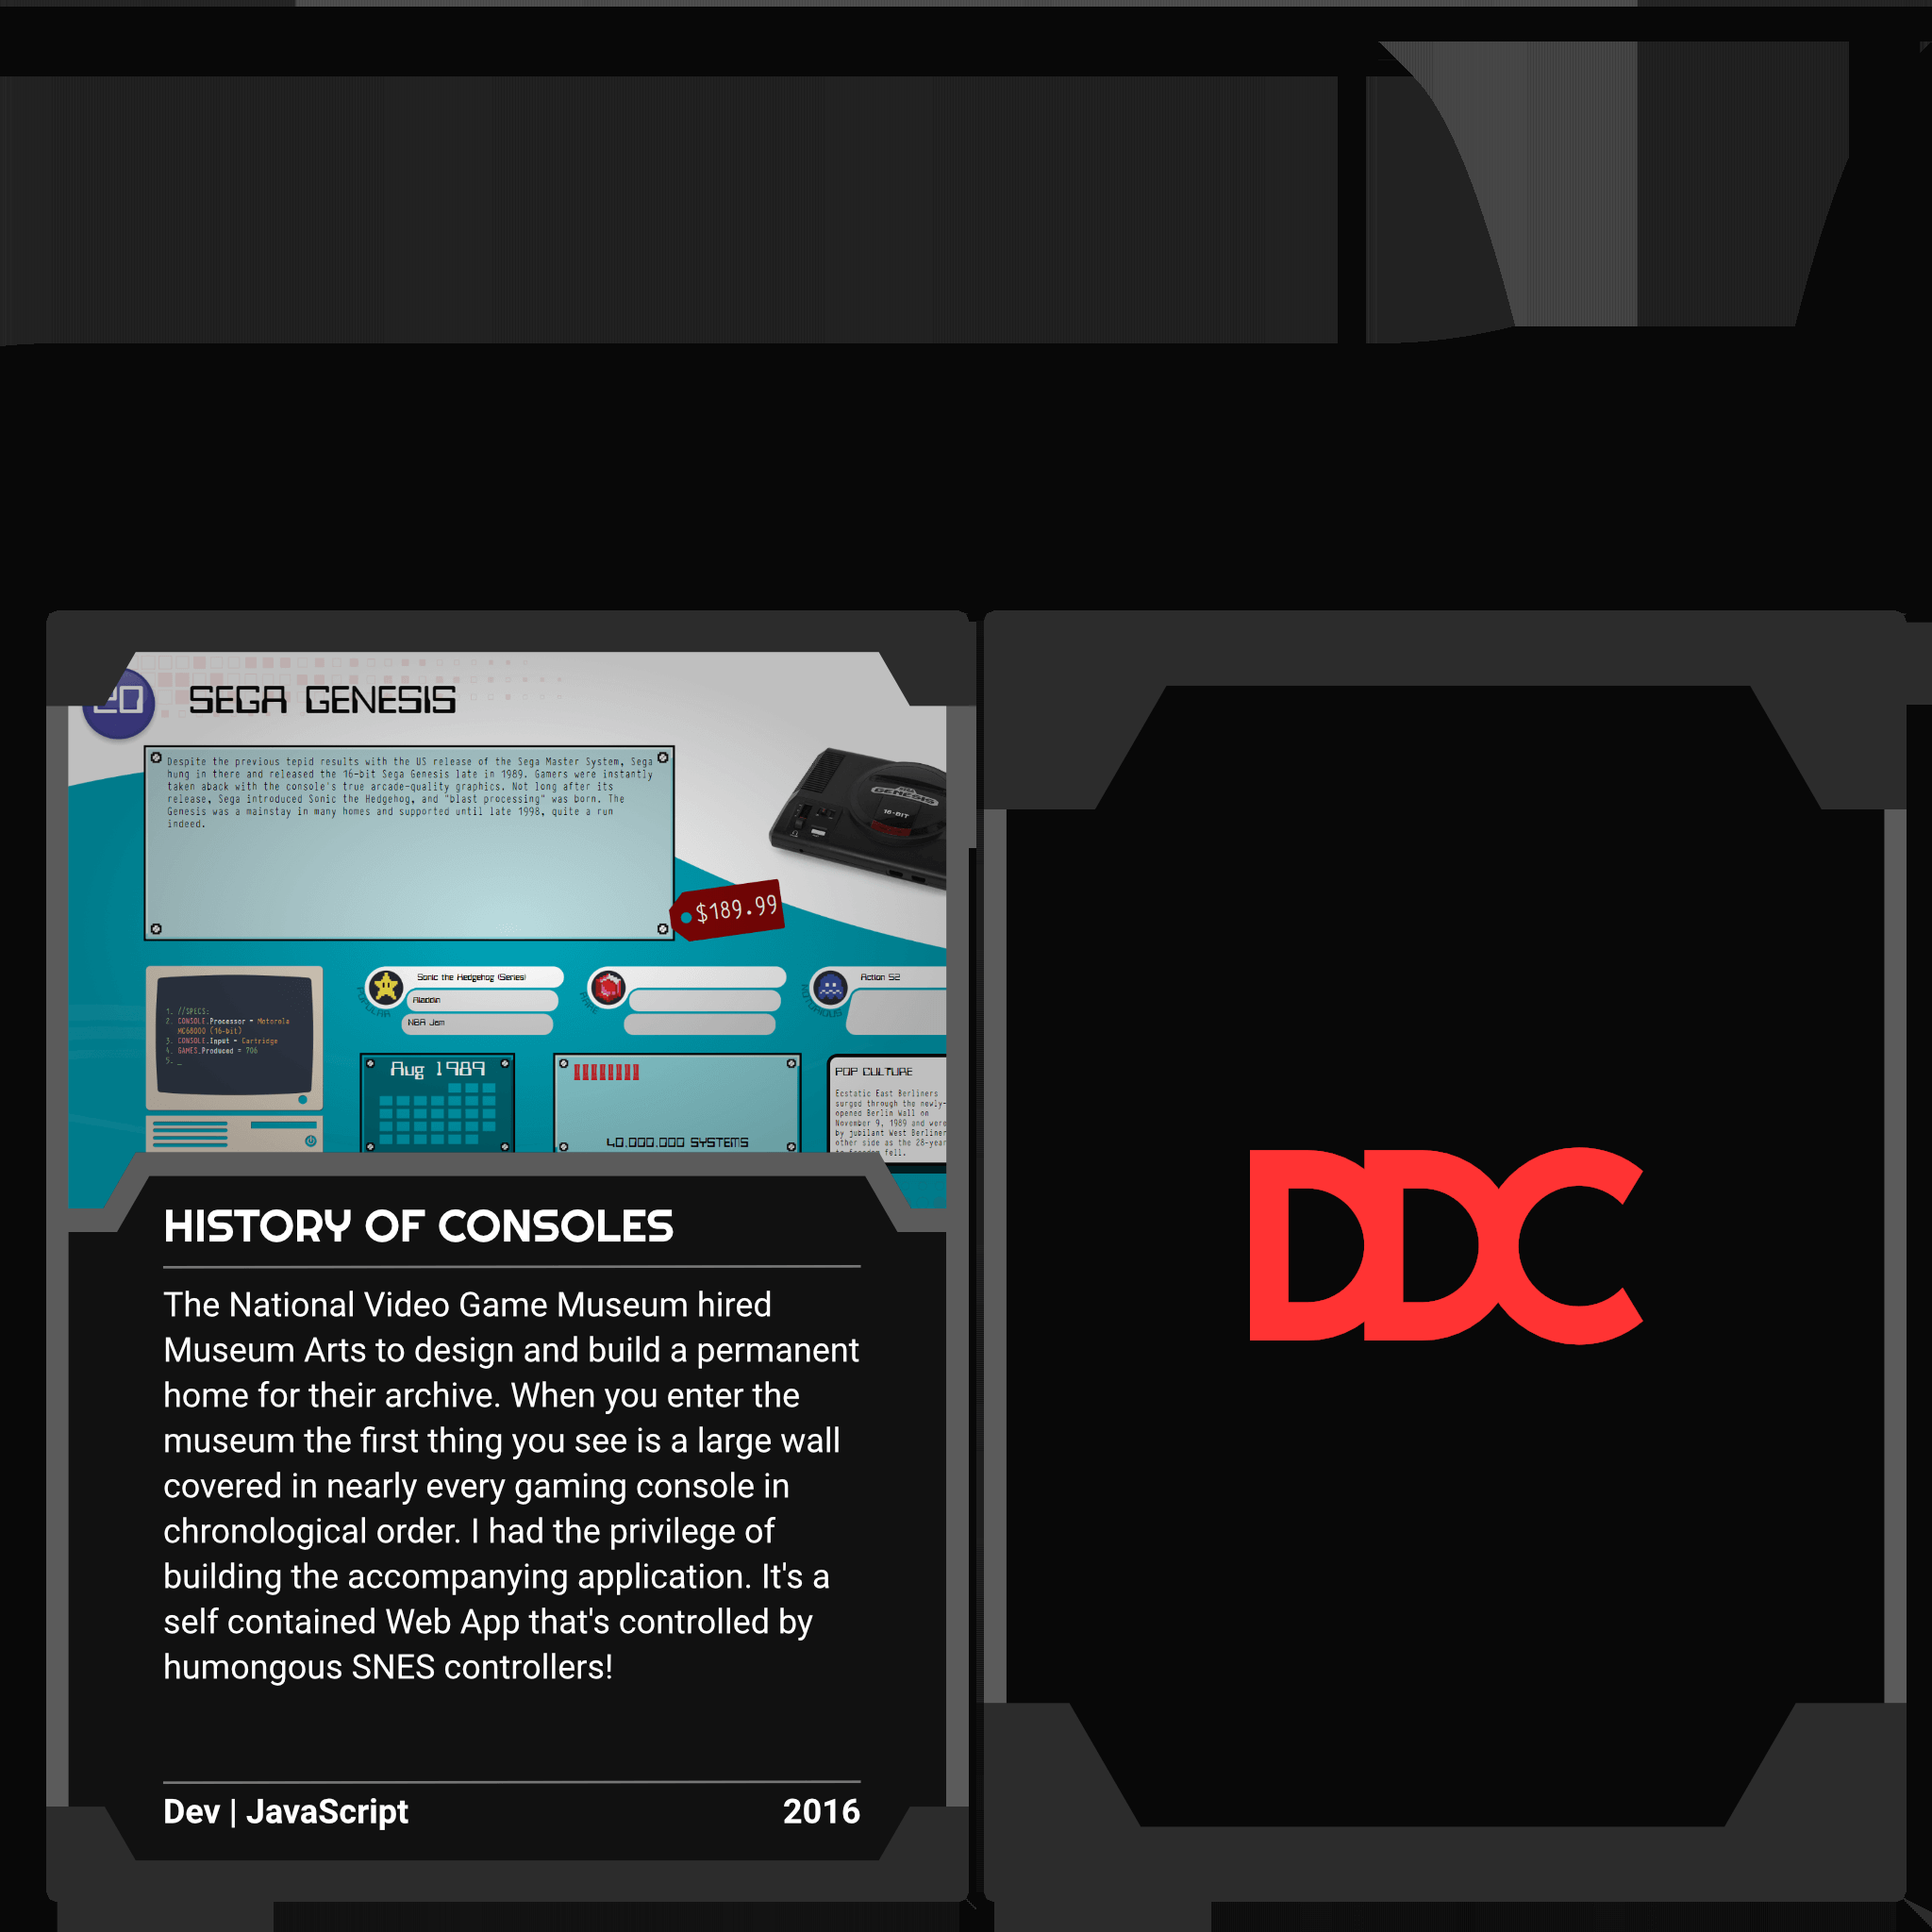 20
SEGA GENESIS
Despite the previous tepid results with the US release of the Sega Master System, Sega
hung in there and released the 16-bit Sega Genesis late in 1989. Gamers were instantly
taken aback with the console's true arcade-quality graphics. Not long after its
release, Sega introduced Sonic the Hedgehog, and "blast processing" was born. The
Genesis was a mainstay in many homes and supported until late 1998, quite a run
indeed.
GENESIS
16-BIT
$189.99
1. //SPECS:
2. CONSOLE.Processor = Motorola
MC68000 (16-bit)
3. CONSOLE.Input = Cartridge
4. GAMES.Produced = 706
5. _
POPULAR
Sonic the Hedgehog (Series)
Aladdin
NBA Jam
RARE
NOTORIOUS
Action 52
Aug 1989
40,000,000 SYSTEMS
POP CULTURE
Ecstatic East Berliners
surged through the newly-
opened Berlin Wall on
November 9, 1989 and were
by jubilant West Berliner
other side as the 28-year
to freedom fell.
HISTORY OF CONSOLES
The National Video Game Museum hired
Museum Arts to design and build a permanent
home for their archive. When you enter the
museum the first thing you see is a large wall
covered in nearly every gaming console in
chronological order. I had the privilege of
building the accompanying application. It's a
self contained Web App that's controlled by
humongous SNES controllers!
Dev | JavaScript
2016
DDC